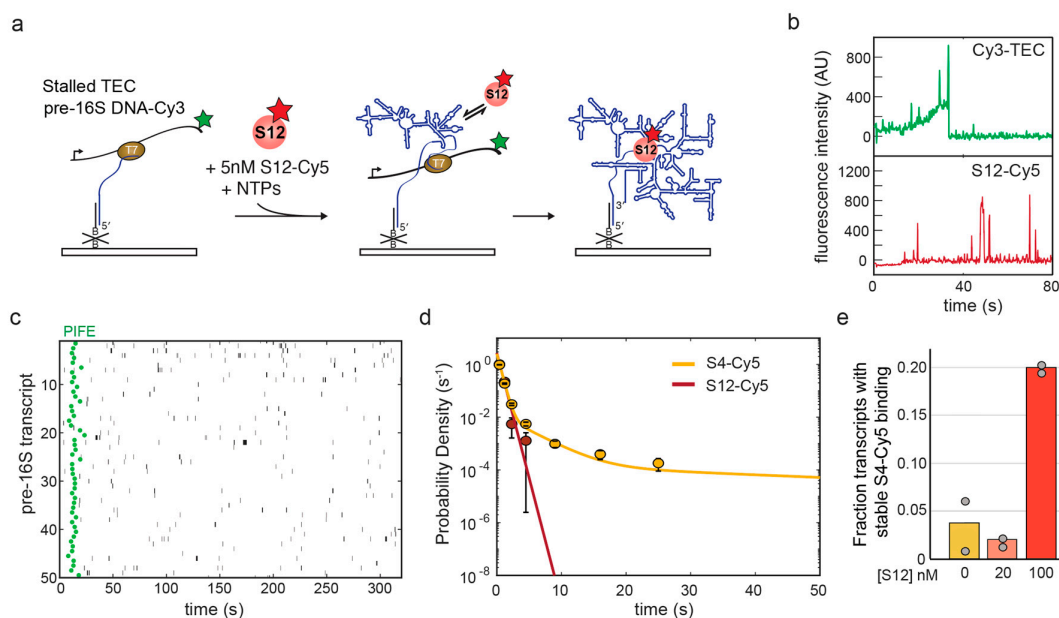 a
Stalled TEC
pre-16S DNA-Cy3
T7
S12
+ 5nM S12-Cy5
+ NTPs
5′
B
B
S12
T7
5′
B
B
S12
3′
5′
B
B
b
fluorescence intensity (AU)
Cy3-TEC
800
400
0
S12-Cy5
1200
800
400
0
0 40 80
time (s)
c
PIFE
pre-16S transcript
10
20
30
40
50
0 50 100 150 200 250 300
time (s)
d
Probability Density (s⁻¹)
10⁰
10⁻²
10⁻⁴
10⁻⁶
10⁻⁸
S4-Cy5
S12-Cy5
0 10 20 30 40 50
time (s)
e
Fraction transcripts with
stable S4-Cy5 binding
0.20
0.15
0.10
0.05
0
[S12] nM 0 20 100